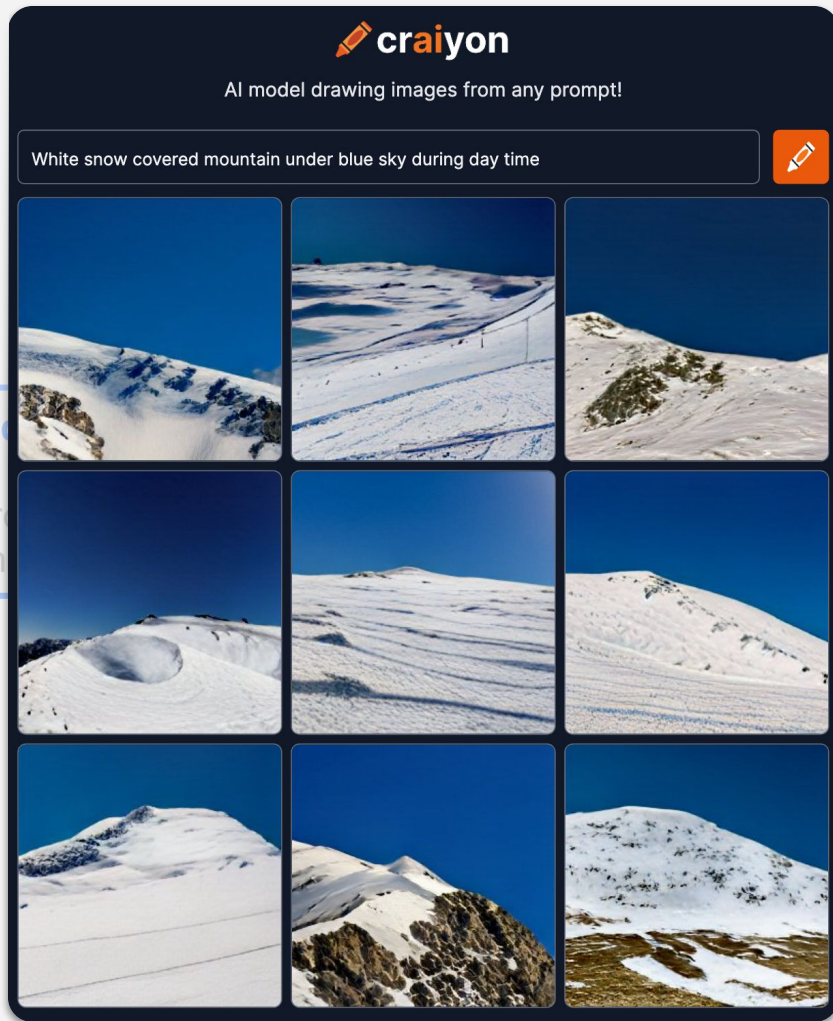 craiyon
AI model drawing images from any prompt!
White snow covered mountain under blue sky during day time